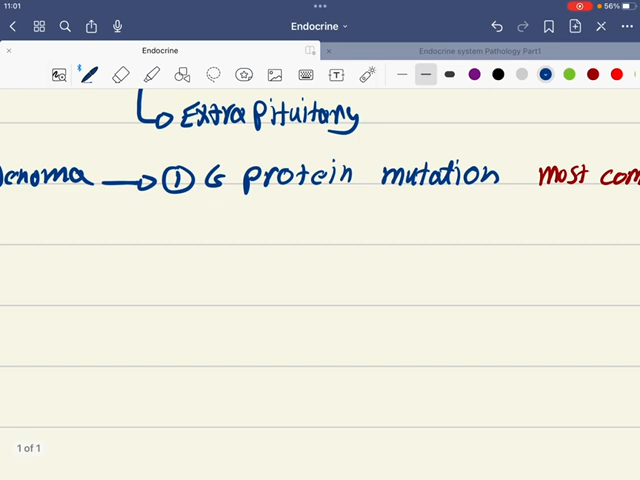 11:01
56%
Endocrine
Endocrine
Endocrine system Pathology Part1
Extra Pituitary
denoma → ① G protein mutation most com
1 of 1